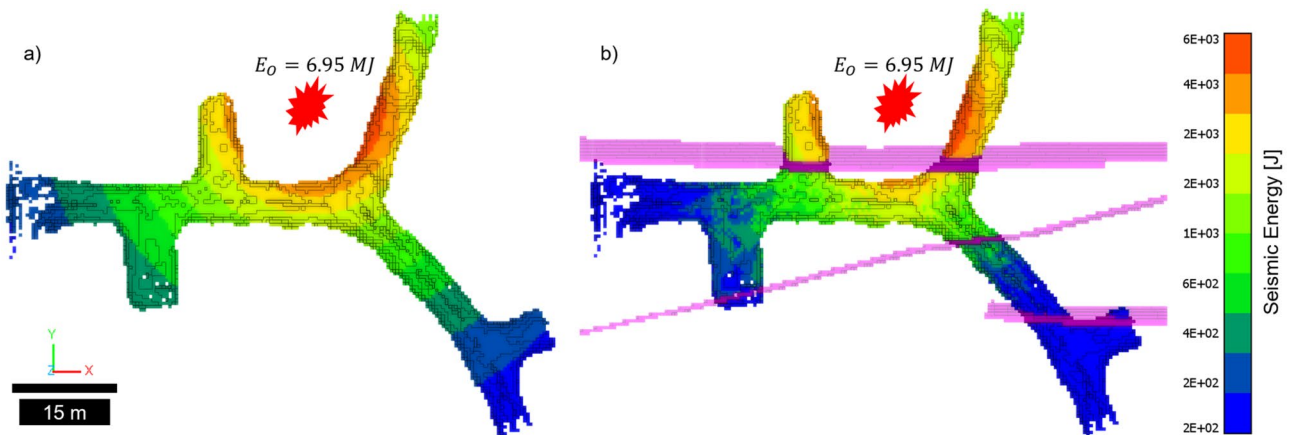 a)
E_O = 6.95 MJ
b)
E_O = 6.95 MJ
6E+03
4E+03
2E+03
2E+03
1E+03
6E+02
4E+02
2E+02
2E+02
Seismic Energy [J]
Y
Z X
15 m